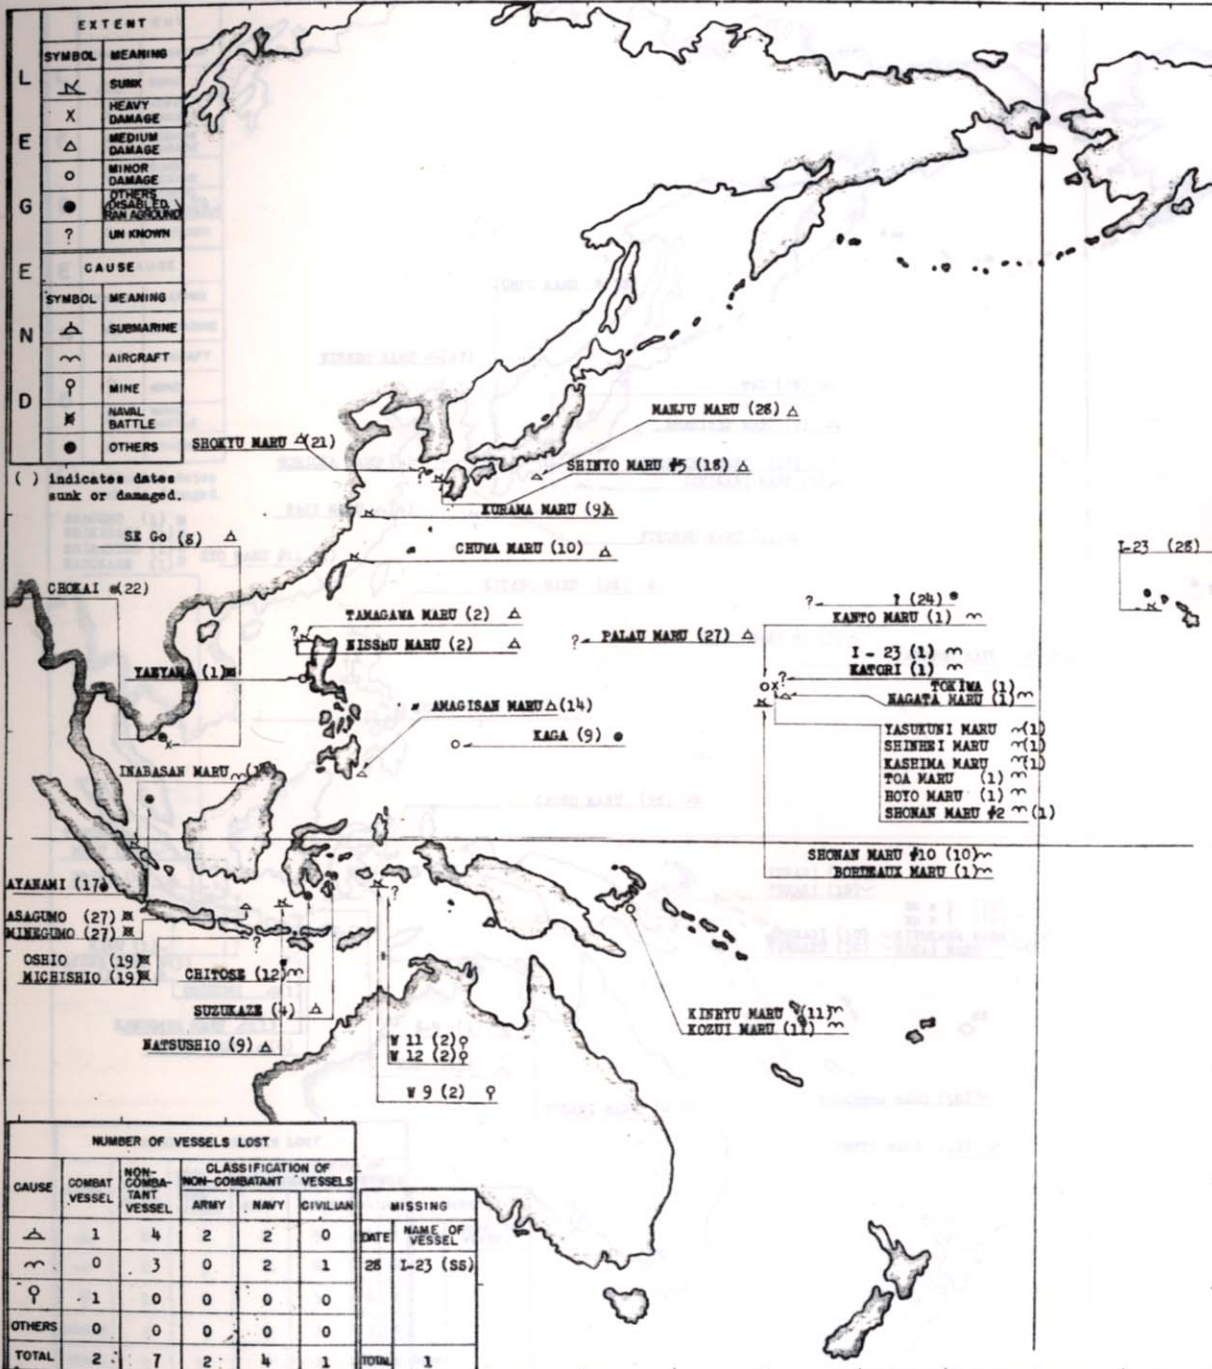 LEGEND
EXTENT
SYMBOL MEANING
SUNK
X HEAVY DAMAGE
△ MEDIUM DAMAGE
○ MINOR DAMAGE
● OTHERS (DISABLED, RAN AGROUND)
? UN KNOWN
CAUSE
SYMBOL MEANING
SUBMARINE
AIRCRAFT
MINE
NAVAL BATTLE
● OTHERS
( ) indicates dates
sunk or damaged.
SHOKYU MARU (21)
MANJU MARU (28)
SHINYO MARU #5 (18)
KURAMA MARU (9)
CHUWA MARU (10)
SE Go (8)
CHOKAI (22)
I-23 (28)
TAMAGAWA MARU (2)
NISSHU MARU (2)
YAEYAMA (1)
PALAU MARU (27)
? (24)
KANTO MARU (1)
I - 23 (1)
KATORI (1)
TOKIWA (1)
NAGATA MARU (1)
YASUKUNI MARU (1)
SHINHEI MARU (1)
KASHIMA MARU (1)
TOA MARU (1)
HOYO MARU (1)
SHONAN MARU #2 (1)
AMAGISAN MARU (14)
KAGA (9)
INABASAN MARU
SHONAN MARU #10 (10)
BORDEAUX MARU (1)
AYANAMI (17)
ASAGUMO (27)
MINEGUMO (27)
OSHIO (19)
MICHISHIO (19)
CHITOSE (12)
SUZUKAZE (4)
NATSUSHIO (9)
W 11 (2)
W 12 (2)
W 9 (2)
KINRYU MARU (11)
KOZUI MARU (11)
NUMBER OF VESSELS LOST
CAUSE COMBAT VESSEL NON-COMBA-TANT VESSEL CLASSIFICATION OF NON-COMBATANT VESSELS
ARMY NAVY CIVILIAN
1 4 2 2 0
0 3 0 2 1
1 0 0 0 0
OTHERS 0 0 0 0 0
TOTAL 2 7 2 4 1
MISSING
DATE NAME OF VESSEL
28 I-23 (SS)
TOTAL 1